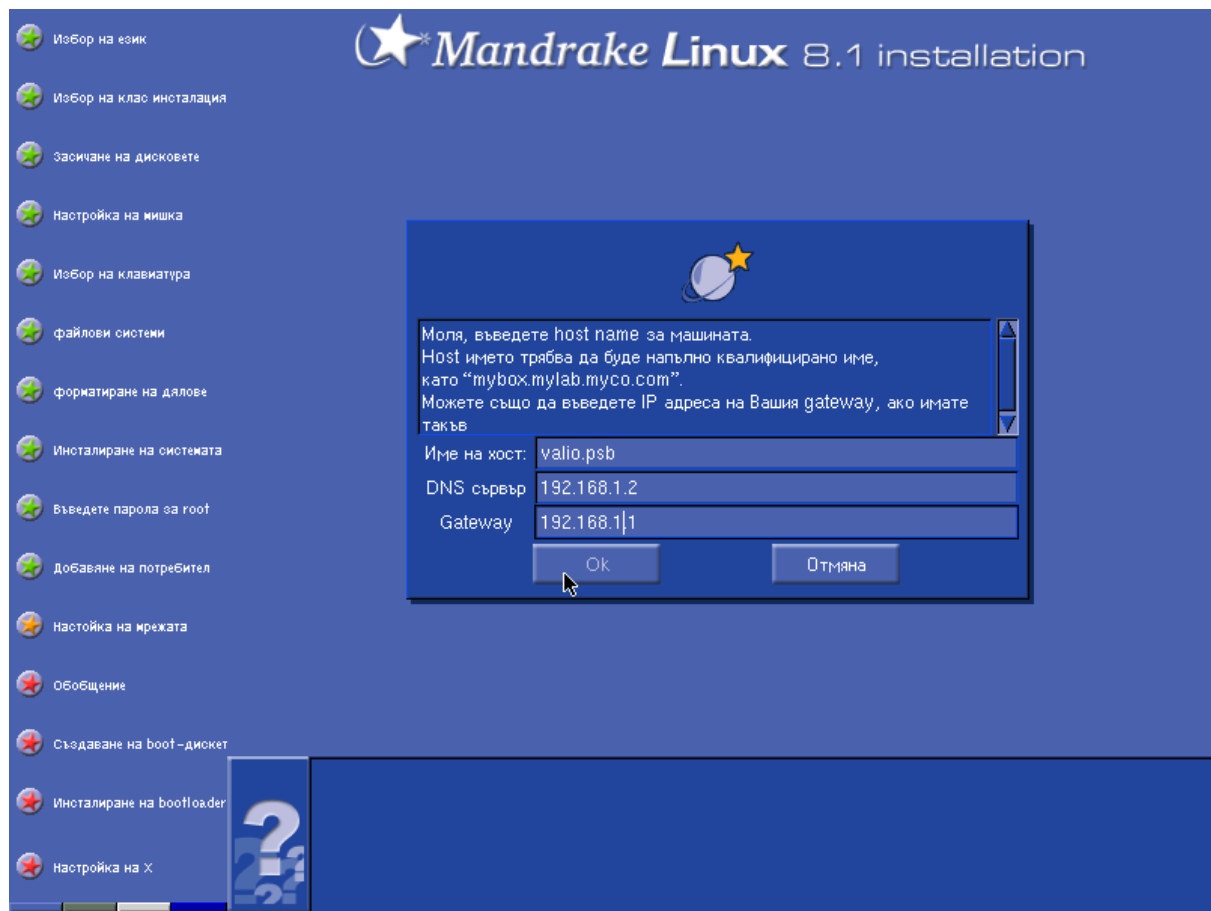 Mandrake Linux 8.1 installation
Избор на език
Избор на клас инсталация
Засичане на дисковете
Настройка на мишка
Избор на клавиатура
файлови системи
форматиране на дялове
Инсталиране на системата
Въведете парола за root
Добавяне на потребител
Настойка на мрежата
Обобщение
Създаване на boot-дискет
Инсталиране на bootloader
Настройка на X
Моля, въведете host name за машината.
Host името трябва да буде напълно квалифицирано име,
като “mybox.mylab.myco.com”.
Можете също да въведете IP адреса на Вашия gateway, ако имате
такъв
Име на хост: valio.psb
DNS сървър 192.168.1.2
Gateway 192.168.1.1
Ok Отмяна